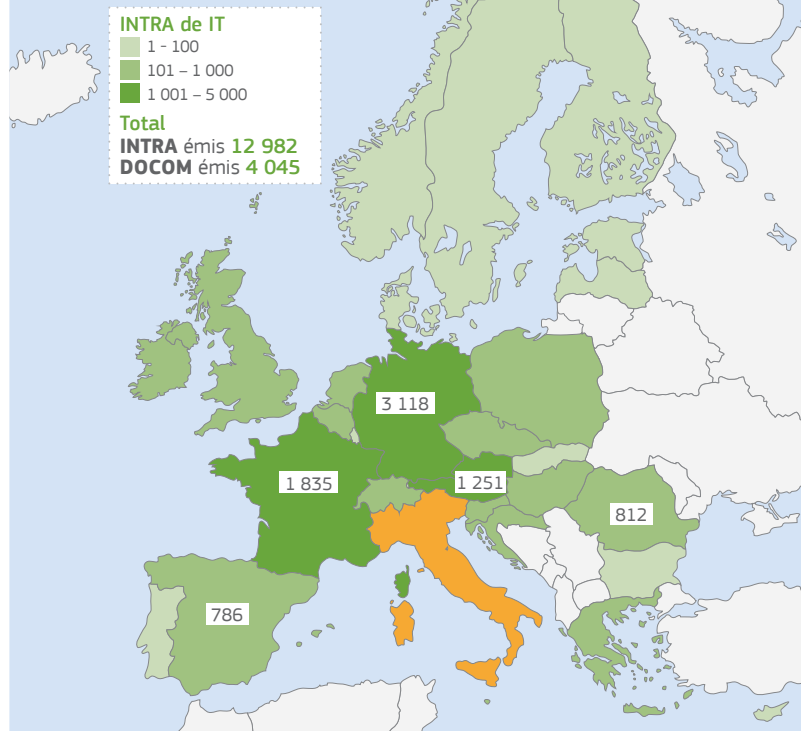 INTRA de IT
1 - 100
101 – 1 000
1 001 – 5 000
Total
INTRA émis 12 982
DOCOM émis 4 045
3 118
1 835
1 251
812
786